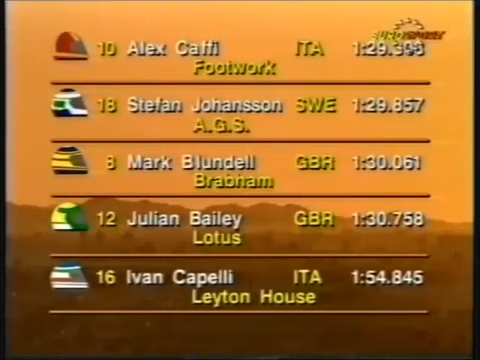 10 Alex Caffi ITA 1:29.393
Footwork
EUROSPORT
18 Stefan Johansson SWE 1:29.857
A.G.S.
8 Mark Blundell GBR 1:30.061
Brabham
12 Julian Bailey GBR 1:30.758
Lotus
16 Ivan Capelli ITA 1:54.845
Leyton House